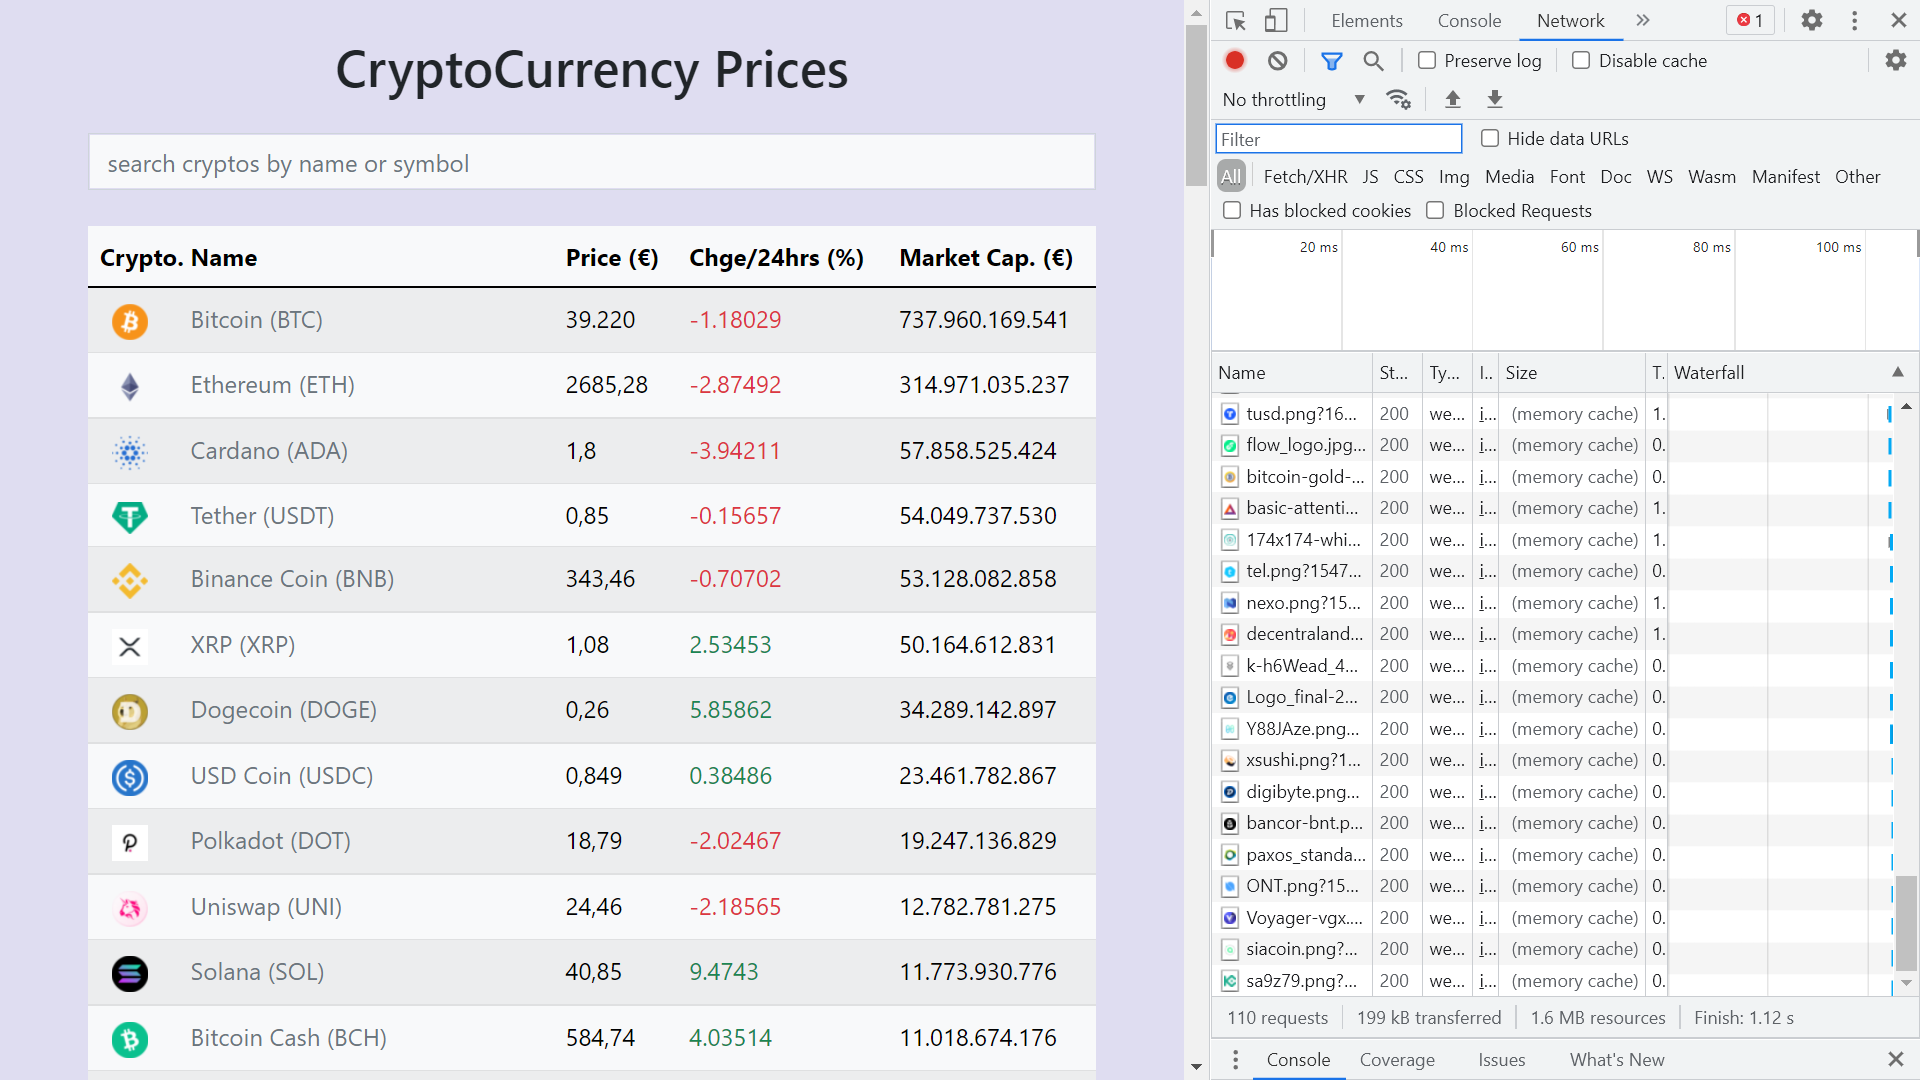 CryptoCurrency Prices
search cryptos by name or symbol
Crypto. Name Price (€) Chge/24hrs (%) Market Cap. (€)
Bitcoin (BTC) 39.220 -1.18029 737.960.169.541
Ethereum (ETH) 2685,28 -2.87492 314.971.035.237
Cardano (ADA) 1,8 -3.94211 57.858.525.424
Tether (USDT) 0,85 -0.15657 54.049.737.530
Binance Coin (BNB) 343,46 -0.70702 53.128.082.858
XRP (XRP) 1,08 2.53453 50.164.612.831
Dogecoin (DOGE) 0,26 5.85862 34.289.142.897
USD Coin (USDC) 0,849 0.38486 23.461.782.867
Polkadot (DOT) 18,79 -2.02467 19.247.136.829
Uniswap (UNI) 24,46 -2.18565 12.782.781.275
Solana (SOL) 40,85 9.4743 11.773.930.776
Bitcoin Cash (BCH) 584,74 4.03514 11.018.674.176
Elements Console Network 1
Preserve log Disable cache
No throttling
Filter Hide data URLs
All Fetch/XHR JS CSS Img Media Font Doc WS Wasm Manifest Other
Has blocked cookies Blocked Requests
20 ms 40 ms 60 ms 80 ms 100 ms
Name St... Ty... I.. Size T. Waterfall
tusd.png?16... 200 we... i... (memory cache) 1.
flow_logo.jpg... 200 we... i... (memory cache) 0.
bitcoin-gold-... 200 we... i... (memory cache) 0.
basic-attenti... 200 we... i... (memory cache) 1.
174x174-whi... 200 we... i... (memory cache) 1.
tel.png?1547... 200 we... i... (memory cache) 0.
nexo.png?15... 200 we... i... (memory cache) 1.
decentraland... 200 we... i... (memory cache) 1.
k-h6Wead_4... 200 we... i... (memory cache) 0.
Logo_final-2... 200 we... i... (memory cache) 0.
Y88JAze.png... 200 we... i... (memory cache) 0.
xsushi.png?1... 200 we... i... (memory cache) 0.
digibyte.png... 200 we... i... (memory cache) 0.
bancor-bnt.p... 200 we... i... (memory cache) 0.
paxos_standa... 200 we... i... (memory cache) 0.
ONT.png?15... 200 we... i... (memory cache) 0.
Voyager-vgx.... 200 we... i... (memory cache) 0.
siacoin.png?... 200 we... i... (memory cache) 0.
sa9z79.png?... 200 we... i... (memory cache) 0.
110 requests 199 kB transferred 1.6 MB resources Finish: 1.12 s
Console Coverage Issues What's New